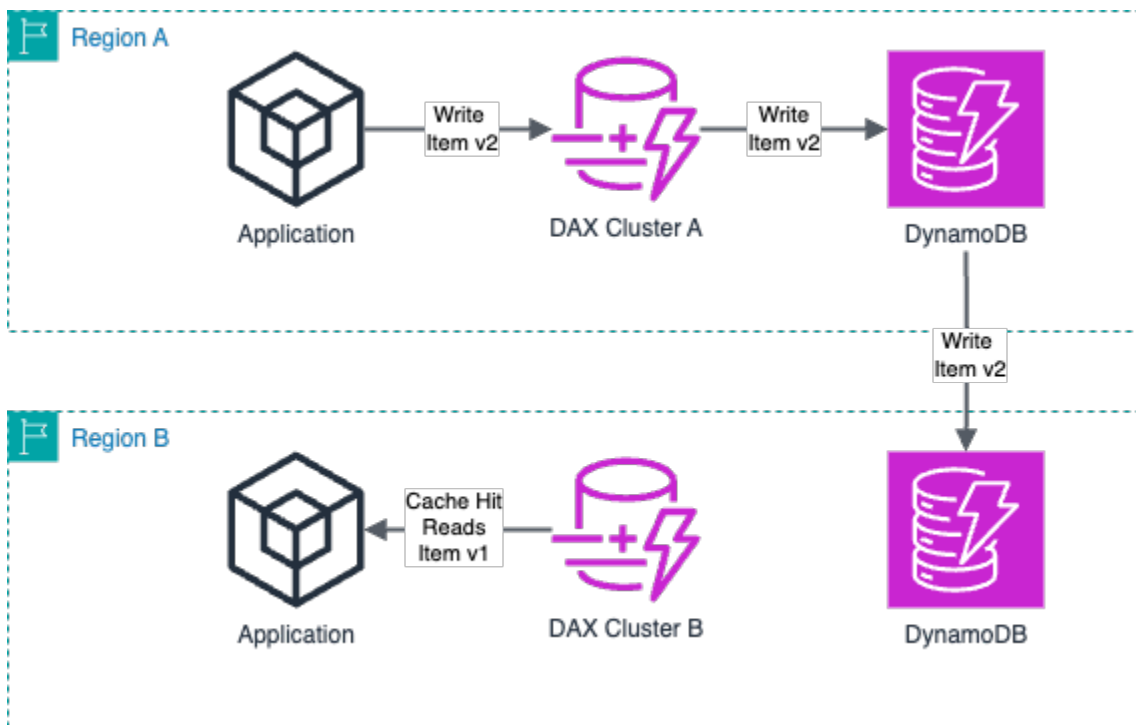 Region A
Write
Item v2
Write
Item v2
Application
DAX Cluster A
DynamoDB
Write
Item v2
Region B
Cache Hit
Reads
Item v1
Application
DAX Cluster B
DynamoDB